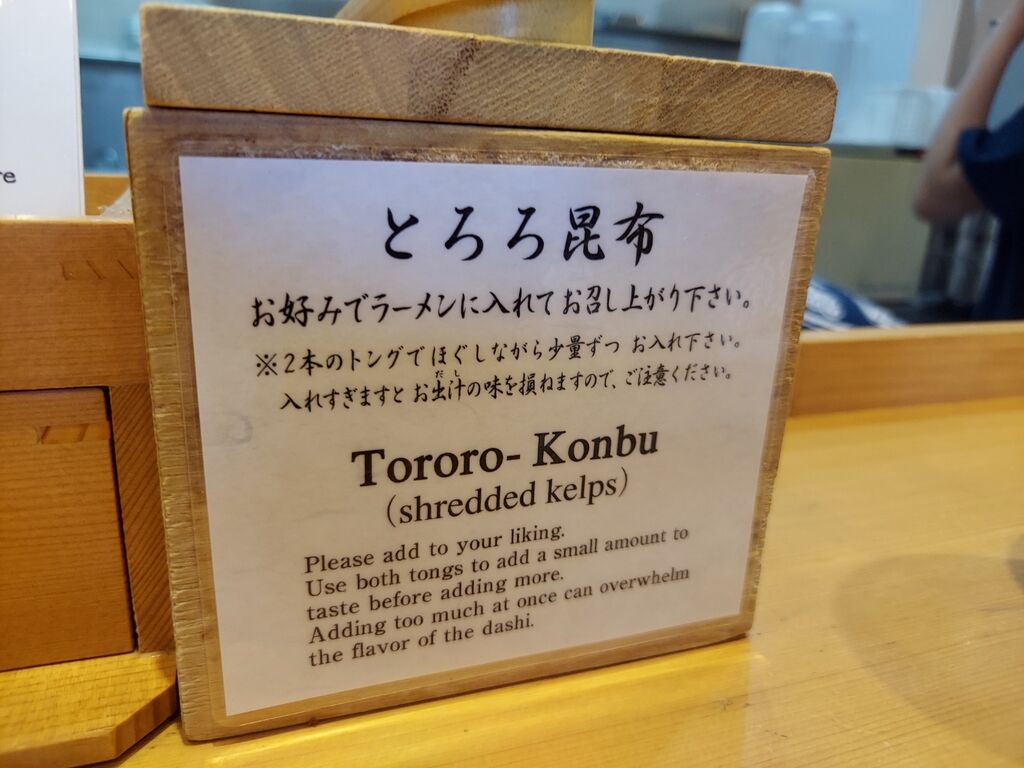 re
とろろ昆布
お好みでラーメンに入れてお召し上がり下さい。
※2本のトングでほぐしながら少量ずつ お入れ下さい。
だし
入れすぎますとお出汁の味を損ねますので、ご注意ください。
Tororo- Konbu
(shredded kelps)
Please add to your liking.
Use both tongs to add a small amount to
taste before adding more.
Adding too much at once can overwhelm
the flavor of the dashi.